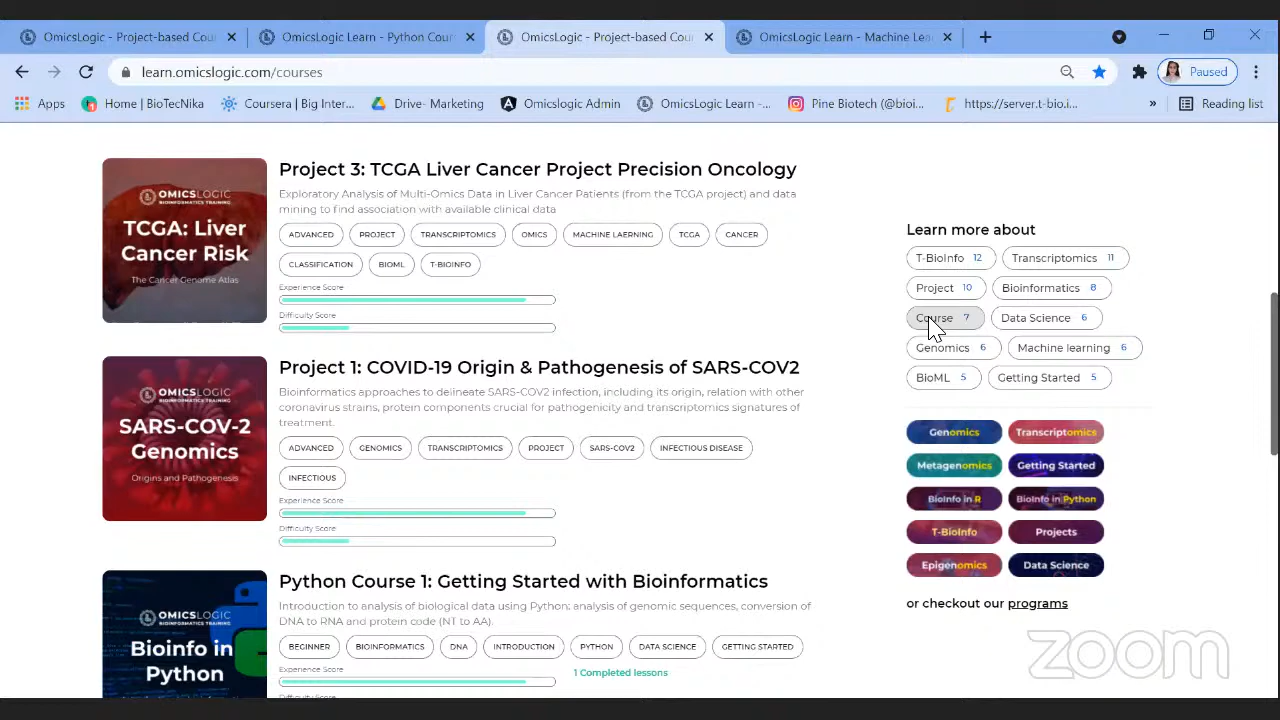 OmicsLogic - Project-based Cou
OmicsLogic Learn - Python Cours
OmicsLogic - Project-based Cou
OmicsLogic Learn - Machine Lea
learn.omicslogic.com/courses
Paused
Apps
Home | BioTecNika
Coursera | Big Inter...
Drive- Marketing
OmicsLogic Admin
OmicsLogic Learn -...
Pine Biotech (@bioi...
https://server.t-bio.i...
»
Reading list
OMICSLOGIC
BIOINFORMATICS TRAINING
TCGA: Liver
Cancer Risk
The Cancer Genome Atlas
Project 3: TCGA Liver Cancer Project Precision Oncology
Exploratory Analysis of Multi-Omics Data in Liver Cancer Patients (from the TCGA project) and data
mining to find association with available clinical data
ADVANCED PROJECT TRANSCRIPTOMICS OMICS MACHINE LAERNING TCGA CANCER
CLASSIFICATION BIOML T-BIOINFO
Experience Score
Difficulty Score
OMICSLOGIC
BIOINFORMATICS TRAINING
SARS-COV-2
Genomics
Origins and Pathogenesis
Project 1: COVID-19 Origin & Pathogenesis of SARS-COV2
Bioinformatics approaches to delineate SARS-COV2 infection origin, relation with other
coronavirus strains, protein components crucial for pathogenicity and transcriptomics signatures of
treatment.
ADVANCED GENOMICS TRANSCRIPTOMICS PROJECT SARS-COV2 INFECTIOUS DISEASE
INFECTIOUS
Experience Score
Difficulty Score
OMICSLOGIC
BIOINFORMATICS TRAINING
Bioinfo in
Python
Python Course 1: Getting Started with Bioinformatics
Introduction to analysis of biological data using Python: analysis of genomic sequences, conversion of
DNA to RNA and protein code (NT to AA).
BEGINNER BIOINFORMATICS INTRODUCTION PYTHON DATA SCIENCE GETTING STARTED
Experience Score
1 Completed lessons
Difficulty Score
Learn more about
T-BioInfo 12 Transcriptomics 11
Project 10 Bioinformatics 8
Course 7 Data Science 6
Genomics 6 Machine learning 6
BioML 5 Getting Started 5
Genomics Transcriptomics
Metagenomics Getting Started
BioInfo in R BioInfo in Python
T-BioInfo Projects
Epigenomics Data Science
or checkout our programs
zoom